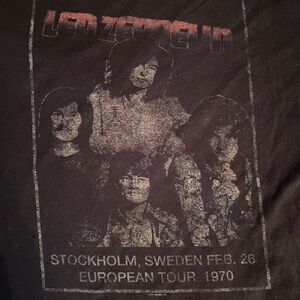 LED ZEPPELIN
STOCKHOLM, SWEDEN FEB. 26
EUROPEAN TOUR 1970